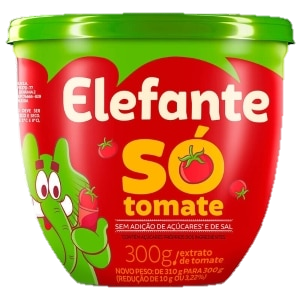 Elefante
SÓ
tomate
SEM ADIÇÃO DE AÇÚCARES* E DE SAL
300g extrato
de tomate
NOVO PESO: DE 310 g PARA 300 g
(REDUÇÃO DE 10 g OU 3,22%)